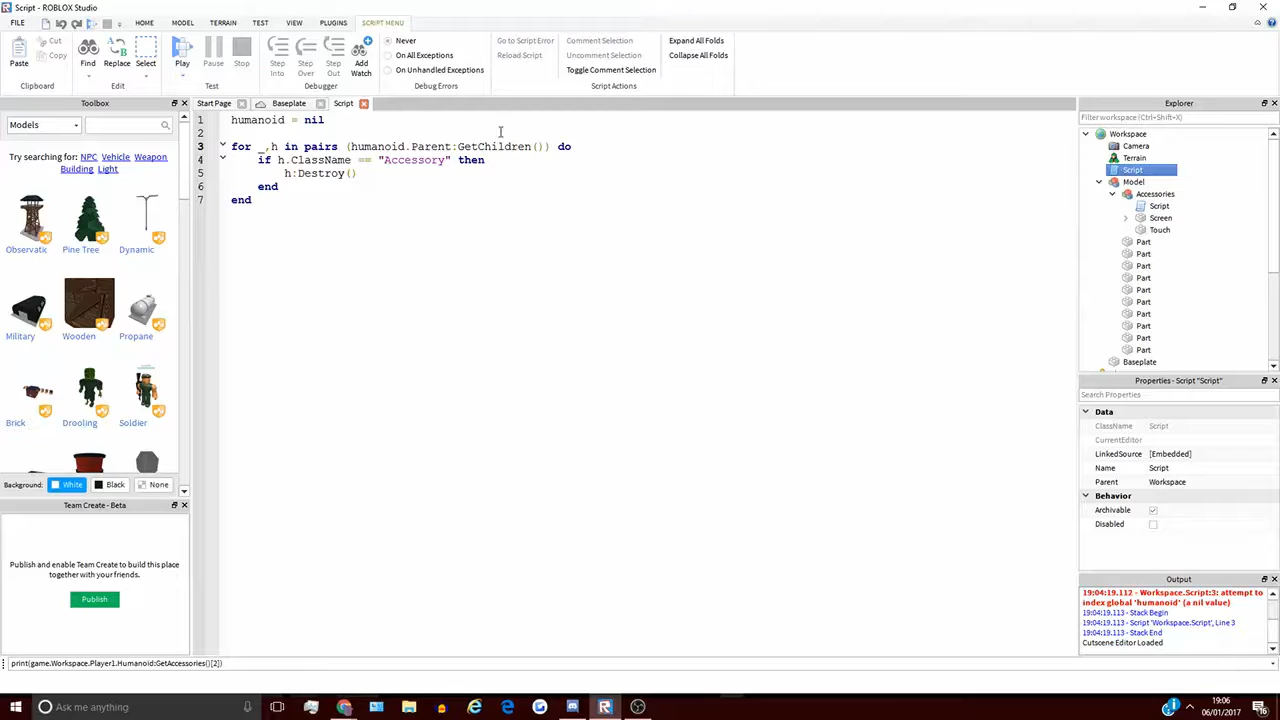 Script - ROBLOX Studio
FILE HOME MODEL TERRAIN TEST VIEW PLUGINS SCRIPT MENU
Paste Cut Copy
Clipboard
Find Replace Select
Edit
Play Pause Stop
Test
Step Into Step Over Step Out Add Watch
Debugger
Never
On All Exceptions
On Unhandled Exceptions
Debug Errors
Go to Script Error
Reload Script
Comment Selection
Uncomment Selection
Toggle Comment Selection
Expand All Folds
Collapse All Folds
Script Actions
Toolbox
Models
Try searching for: NPC Vehicle Weapon
Building Light
Observatic Pine Tree Dynamic
Military Wooden Propane
Brick Drooling Soldier
Background: White Black None
Team Create - Beta
Publish and enable Team Create to build this place
together with your friends.
Publish
Start Page Baseplate Script
1 humanoid = nil
2
3 for _,h in pairs (humanoid.Parent:GetChildren()) do
4 if h.ClassName == "Accessory" then
5 h:Destroy()
6 end
7 end
Explorer
Filter workspace (Ctrl+Shift+X)
Workspace
Camera
Terrain
Script
Model
Accessories
Script
Screen
Touch
Part
Part
Part
Part
Part
Part
Part
Part
Part
Part
Baseplate
Properties - Script "Script"
Search Properties
Data
ClassName Script
CurrentEditor
LinkedSource [Embedded]
Name Script
Parent Workspace
Behavior
Archivable
Disabled
Output
19:04:19.112 - Workspace.Script:3: attempt to
index global 'humanoid' (a nil value)
19:04:19.113 - Stack Begin
19:04:19.113 - Script 'Workspace.Script', Line 3
19:04:19.113 - Stack End
Cutscene Editor Loaded
print(game.Workspace.Player1.Humanoid:GetAccessories()[2])
Ask me anything
19:06
06/01/2017